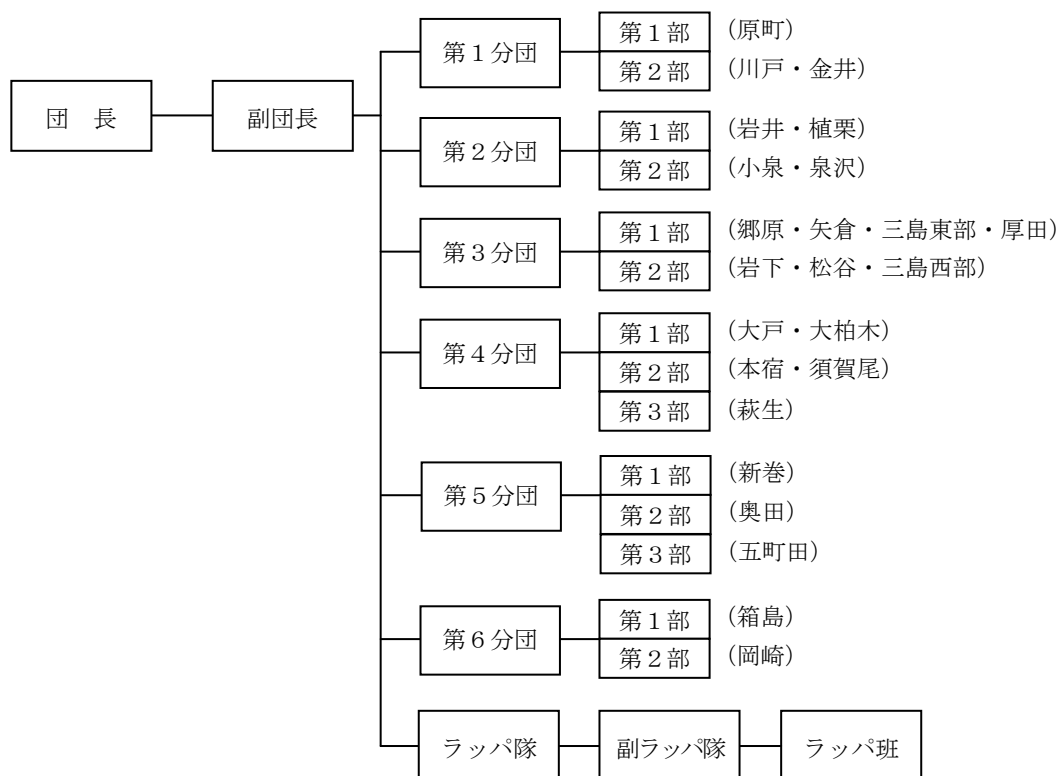 団　長
副団長
第１分団
第１部 (原町)
第２部 (川戸・金井)
第２分団
第１部 (岩井・植栗)
第２部 (小泉・泉沢)
第３分団
第１部 (郷原・矢倉・三島東部・厚田)
第２部 (岩下・松谷・三島西部)
第４分団
第１部 (大戸・大柏木)
第２部 (本宿・須賀尾)
第３部 (萩生)
第５分団
第１部 (新巻)
第２部 (奥田)
第３部 (五町田)
第６分団
第１部 (箱島)
第２部 (岡崎)
ラッパ隊
副ラッパ隊
ラッパ班